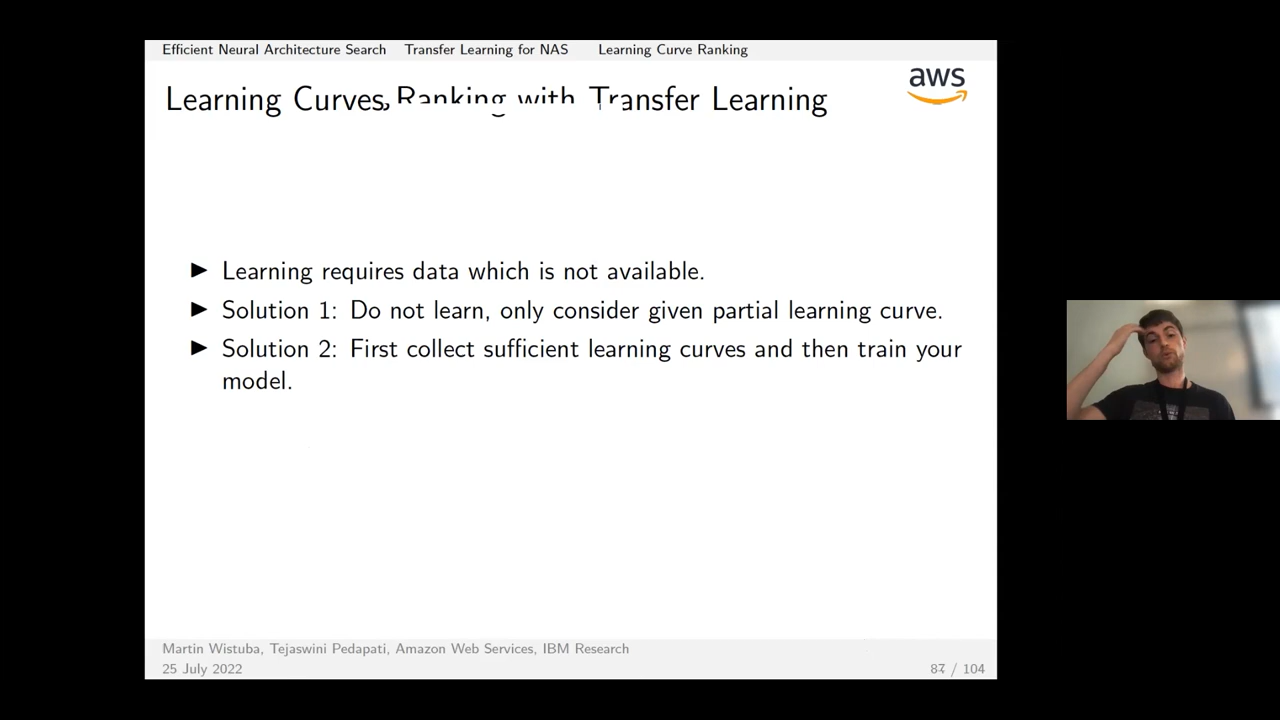 Efficient Neural Architecture Search Transfer Learning for NAS Learning Curve Ranking
aws
Learning Curves Ranking with Transfer Learning
► Learning requires data which is not available.
► Solution 1: Do not learn, only consider given partial learning curve.
► Solution 2: First collect sufficient learning curves and then train your
model.
Martin Wistuba, Tejaswini Pedapati, Amazon Web Services, IBM Research
25 July 2022
/ 104